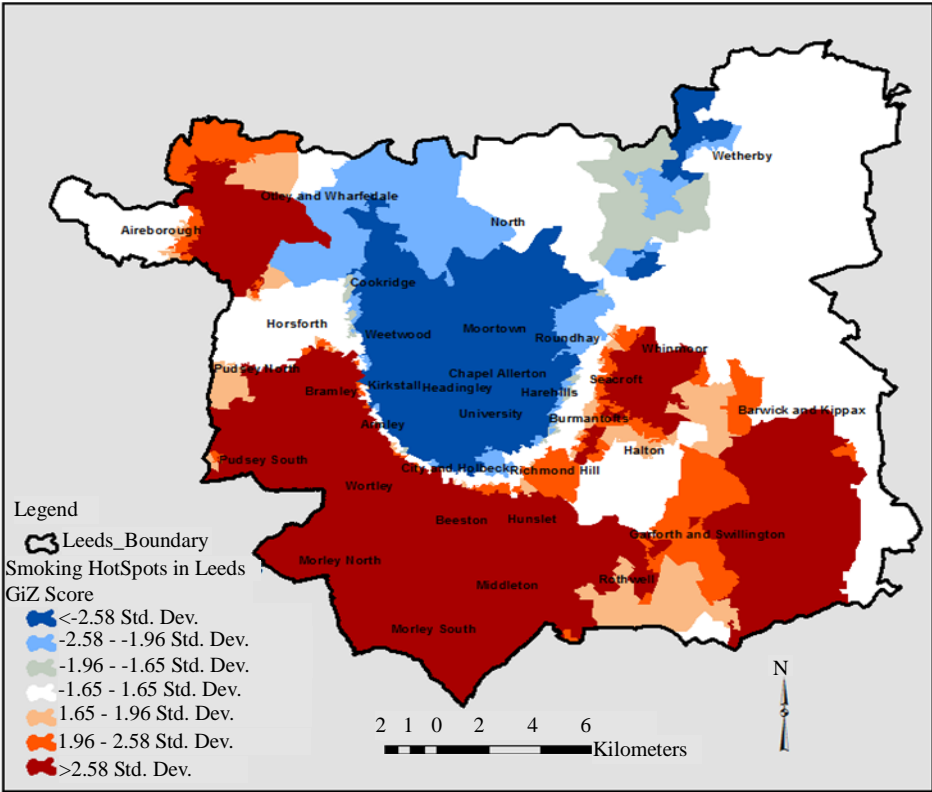 Wetherby
Otley and Wharfedale
North
Aireborough
Cookridge
Horsforth
Weetwood
Moortown
Roundhay
Whinmoor
Pudsey North
Chapel Allerton
Seacroft
Bramley
Kirkstall
Headingley
Harehills
University
Burmantofts
Barwick and Kippax
Armley
Halton
Pudsey South
City and Holbeck
Richmond Hill
Wortley
Beeston
Hunslet
Garforth and Swillington
Morley North
Middleton
Rothwell
Morley South
Legend
Leeds_Boundary
Smoking HotSpots in Leeds
GiZ Score
<-2.58 Std. Dev.
-2.58 - -1.96 Std. Dev.
-1.96 - -1.65 Std. Dev.
-1.65 - 1.65 Std. Dev.
1.65 - 1.96 Std. Dev.
1.96 - 2.58 Std. Dev.
>2.58 Std. Dev.
2 1 0 2 4 6
Kilometers
N